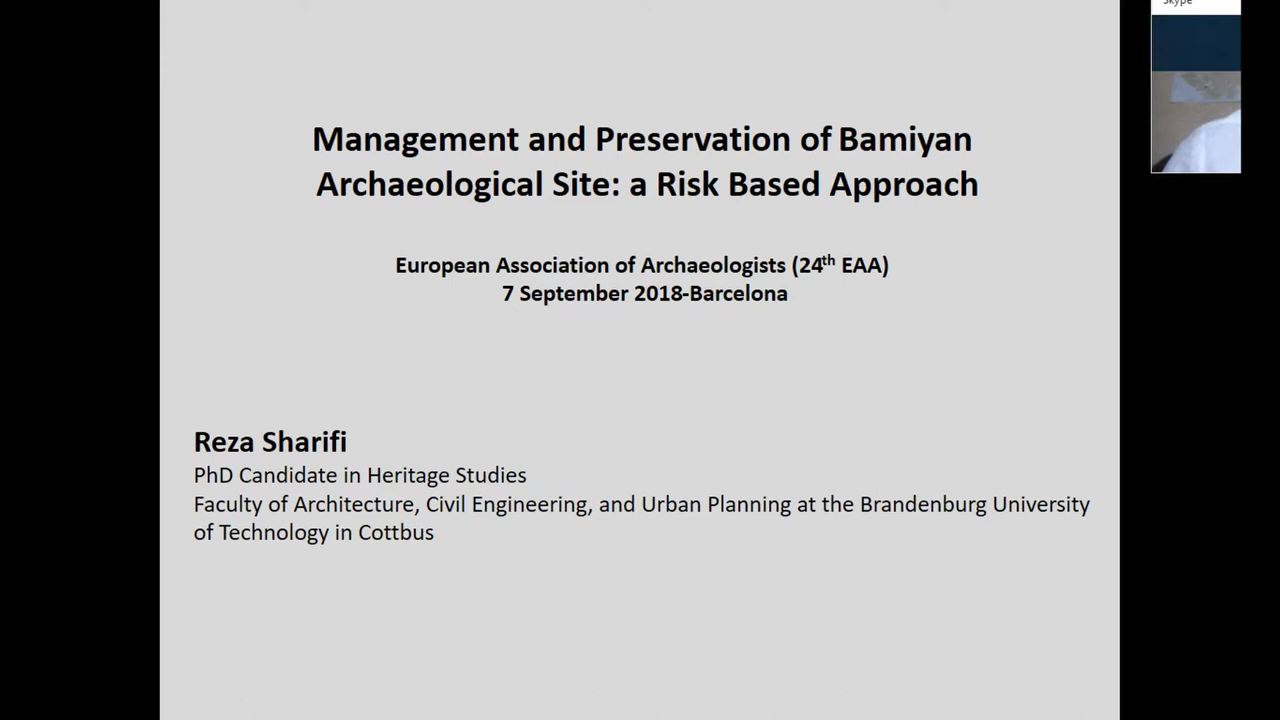 Skype
Management and Preservation of Bamiyan
Archaeological Site: a Risk Based Approach
European Association of Archaeologists (24th EAA)
7 September 2018-Barcelona
Reza Sharifi
PhD Candidate in Heritage Studies
Faculty of Architecture, Civil Engineering, and Urban Planning at the Brandenburg University
of Technology in Cottbus